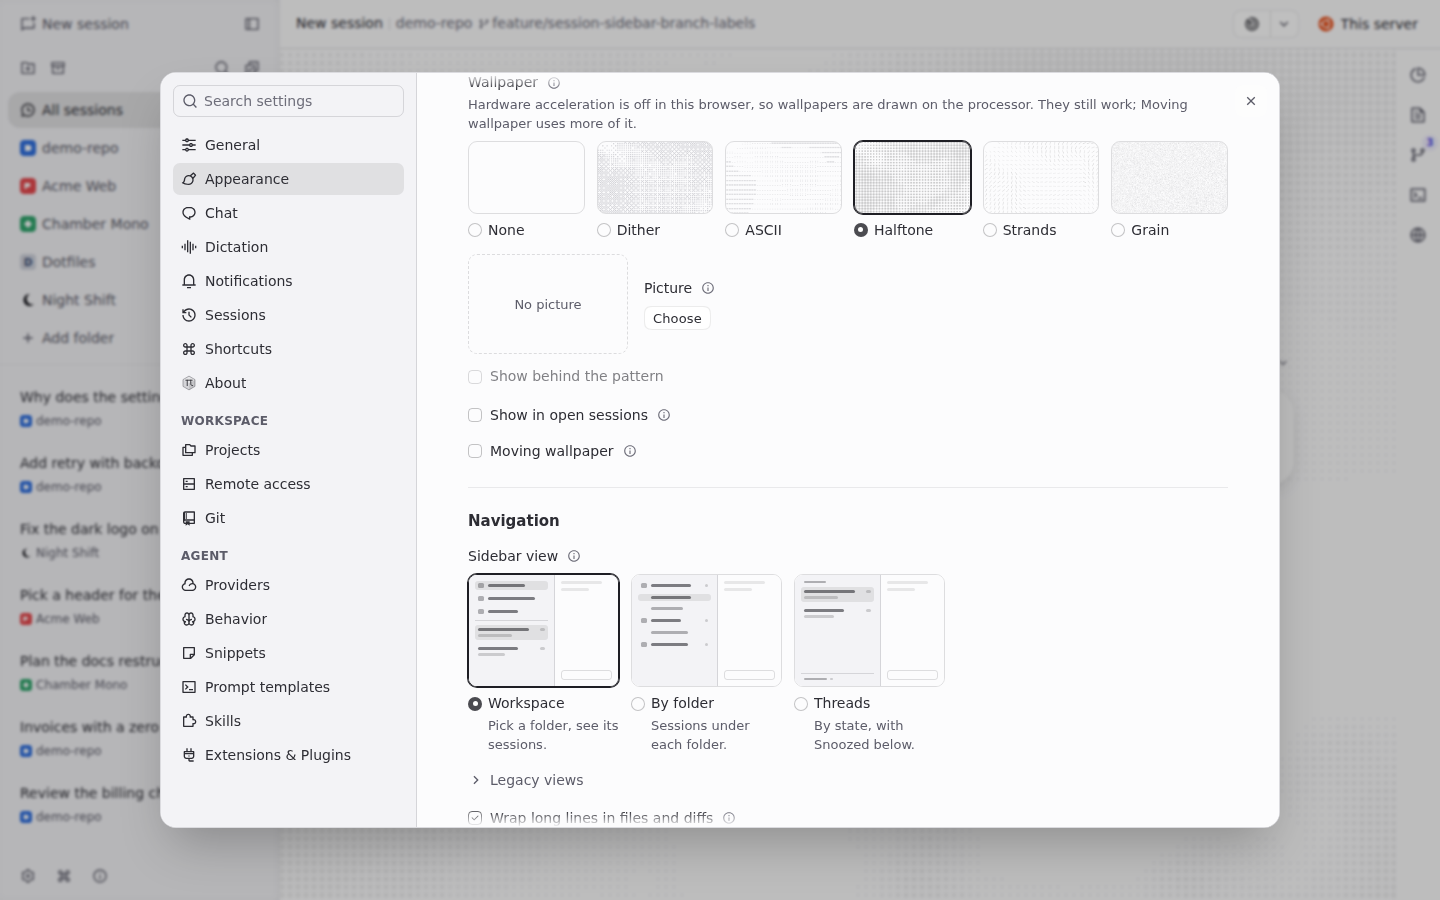 New session
New session
demo-repo
feature/session-sidebar-branch-labels
This server
All sessions
demo-repo
Acme Web
Chamber Mono
Dotfiles
Night Shift
Add folder
Why does the settin
demo-repo
Add retry with backo
demo-repo
Fix the dark logo on
Night Shift
Pick a header for the
Acme Web
Plan the docs restru
Chamber Mono
Invoices with a zero
demo-repo
Review the billing ch
demo-repo
Search settings
General
Appearance
Chat
Dictation
Notifications
Sessions
Shortcuts
About
WORKSPACE
Projects
Remote access
Git
AGENT
Providers
Behavior
Snippets
Prompt templates
Skills
Extensions & Plugins
Wallpaper
Hardware acceleration is off in this browser, so wallpapers are drawn on the processor. They still work; Moving
wallpaper uses more of it.
None
Dither
ASCII
Halftone
Strands
Grain
No picture
Picture
Choose
Show behind the pattern
Show in open sessions
Moving wallpaper
Navigation
Sidebar view
Workspace
Pick a folder, see its
sessions.
By folder
Sessions under
each folder.
Threads
By state, with
Snoozed below.
Legacy views
Wrap long lines in files and diffs
3